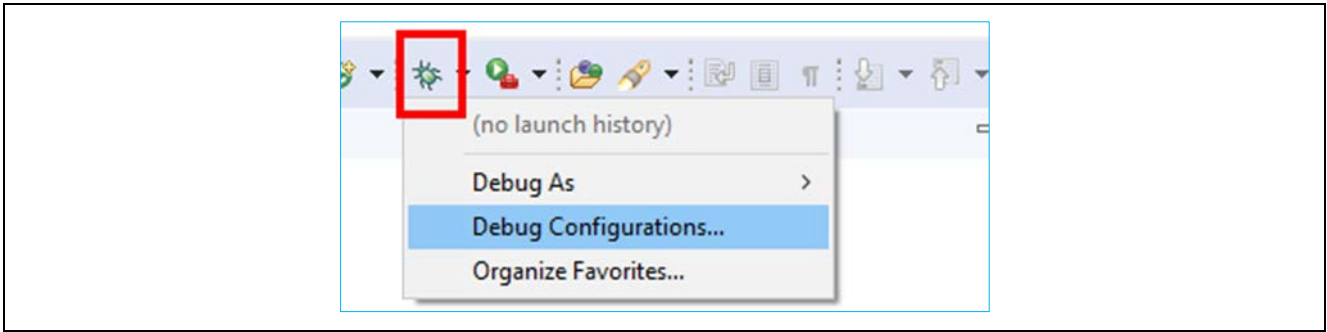 (no launch history)
Debug As
Debug Configurations...
Organize Favorites...